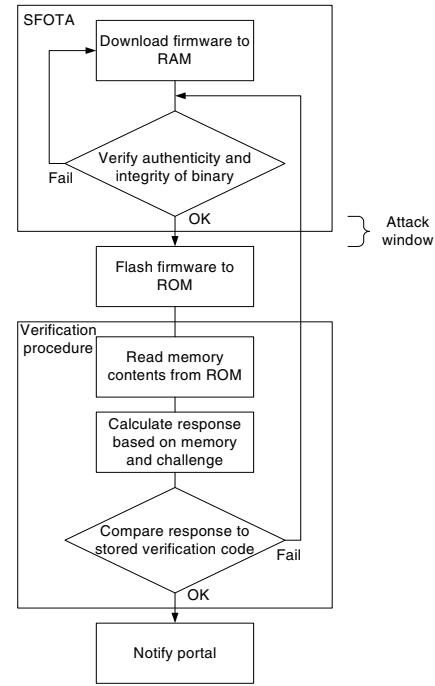 SFOTA
Download firmware to
RAM
Verify authenticity and
integrity of binary
Fail
OK
Attack
window
Flash firmware to
ROM
Verification
procedure
Read memory
contents from ROM
Calculate response
based on memory
and challenge
Compare response to
stored verification code
Fail
OK
Notify portal